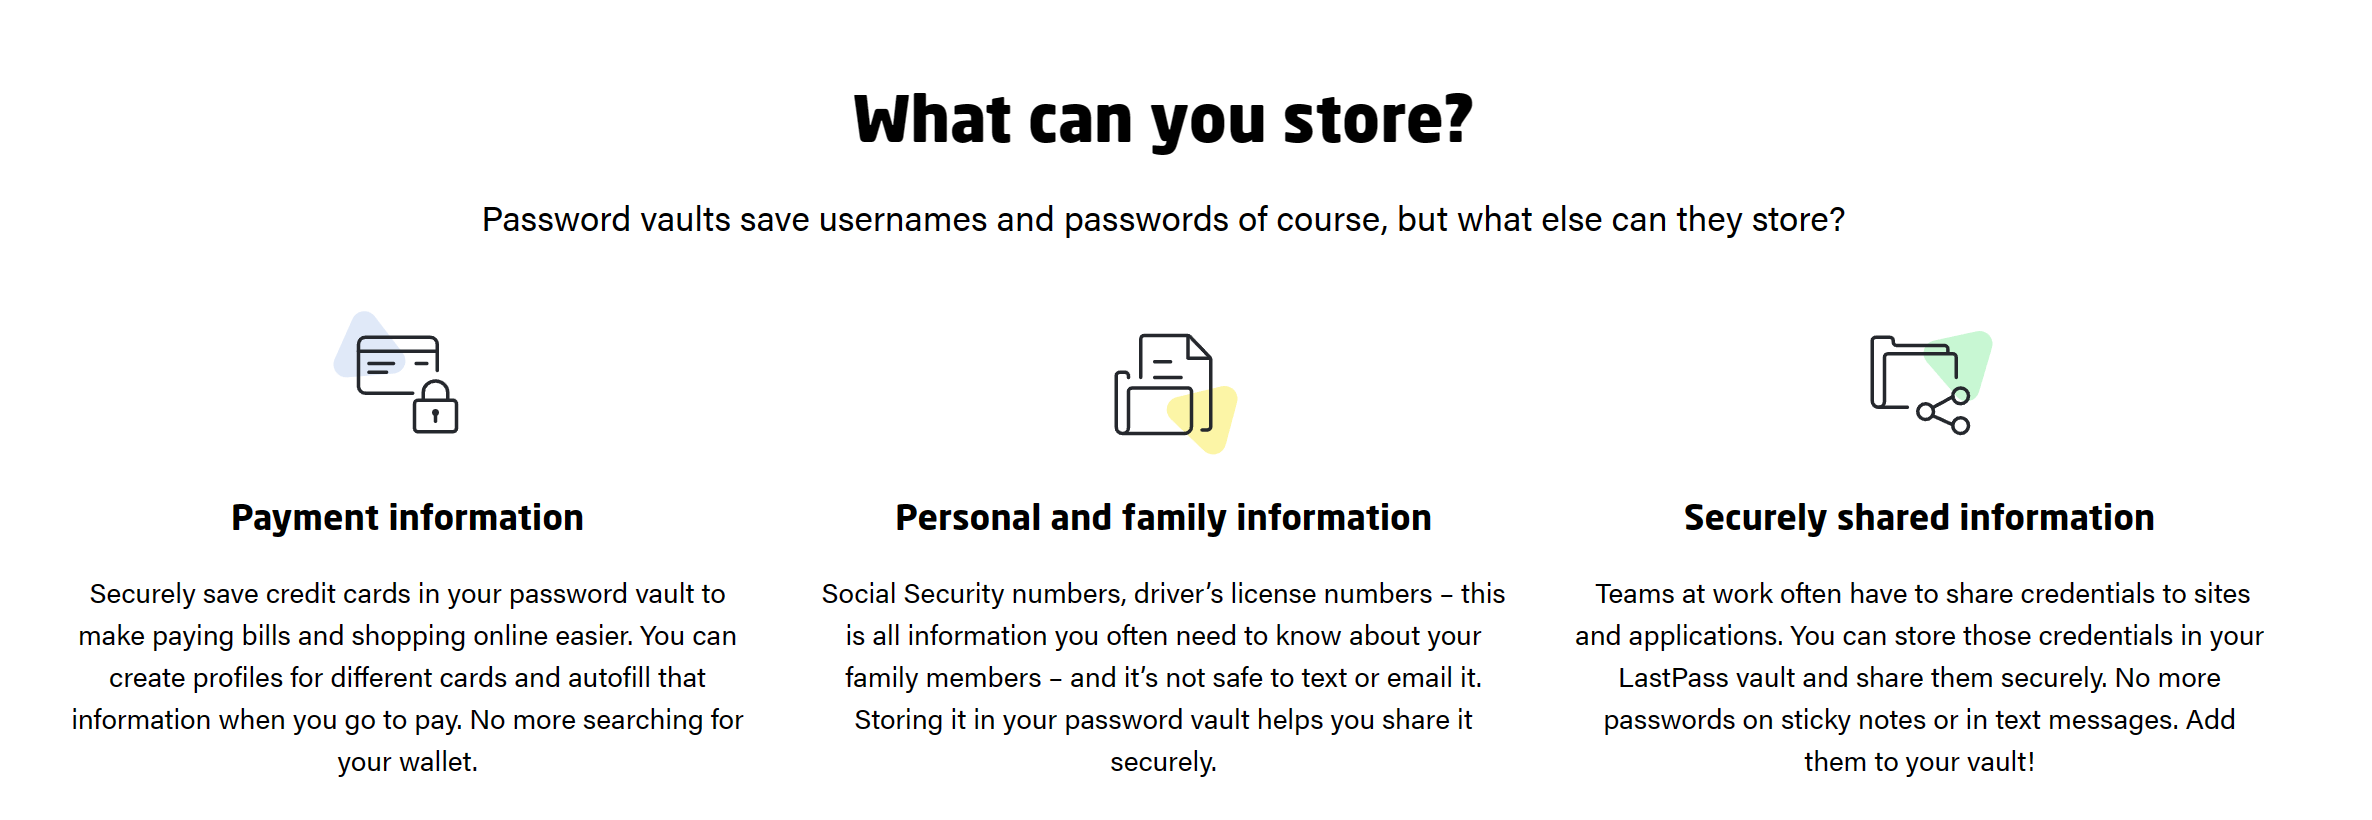 What can you store?
Password vaults save usernames and passwords of course, but what else can they store?
Payment information
Securely save credit cards in your password vault to
make paying bills and shopping online easier. You can
create profiles for different cards and autofill that
information when you go to pay. No more searching for
your wallet.
Personal and family information
Social Security numbers, driver’s license numbers – this
is all information you often need to know about your
family members – and it’s not safe to text or email it.
Storing it in your password vault helps you share it
securely.
Securely shared information
Teams at work often have to share credentials to sites
and applications. You can store those credentials in your
LastPass vault and share them securely. No more
passwords on sticky notes or in text messages. Add
them to your vault!